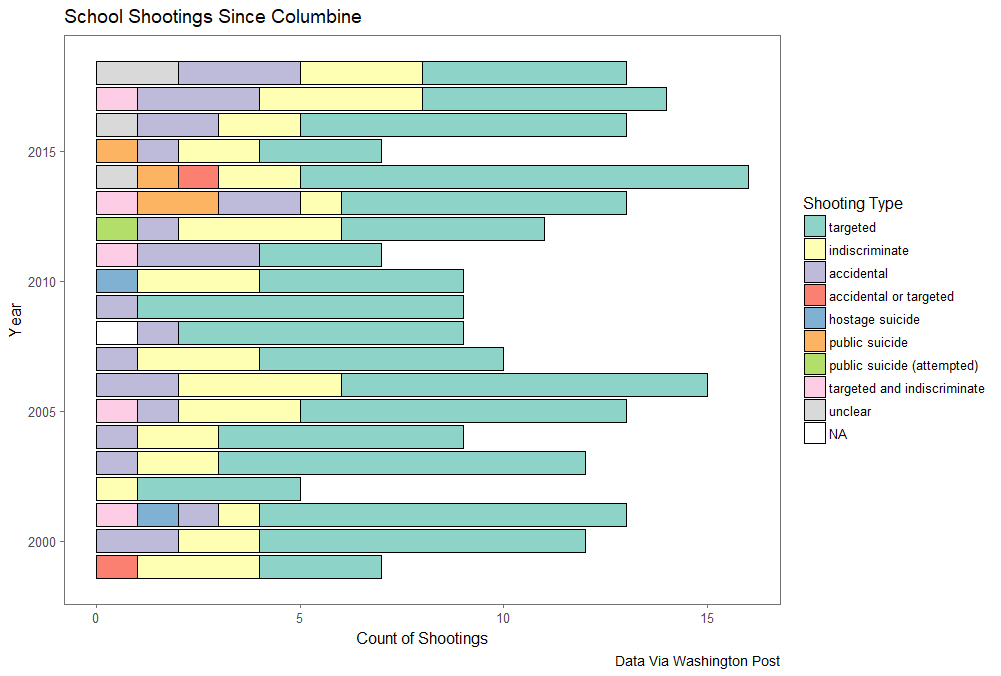 School Shootings Since Columbine
Year
2015
2010
2005
2000
0 5 10 15
Count of Shootings
Shooting Type
targeted
indiscriminate
accidental
accidental or targeted
hostage suicide
public suicide
public suicide (attempted)
targeted and indiscriminate
unclear
NA
Data Via Washington Post